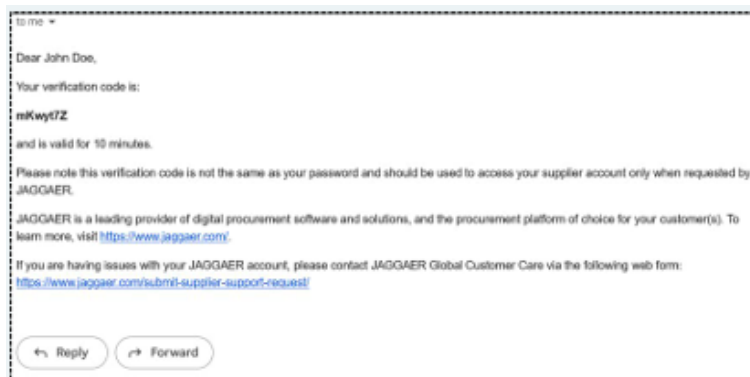 to me
Dear John Doe,
Your verification code is:
mKwyt7Z
and is valid for 10 minutes.
Please note this verification code is not the same as your password and should be used to access your supplier account only when requested by
JAGGAER.
JAGGAER is a leading provider of digital procurement software and solutions, and the procurement platform of choice for your customer(s). To
learn more, visit https://www.jaggaer.com/.
If you are having issues with your JAGGAER account, please contact JAGGAER Global Customer Care via the following web form:
https://www.jaggaer.com/submit-supplier-support-request/
Reply Forward